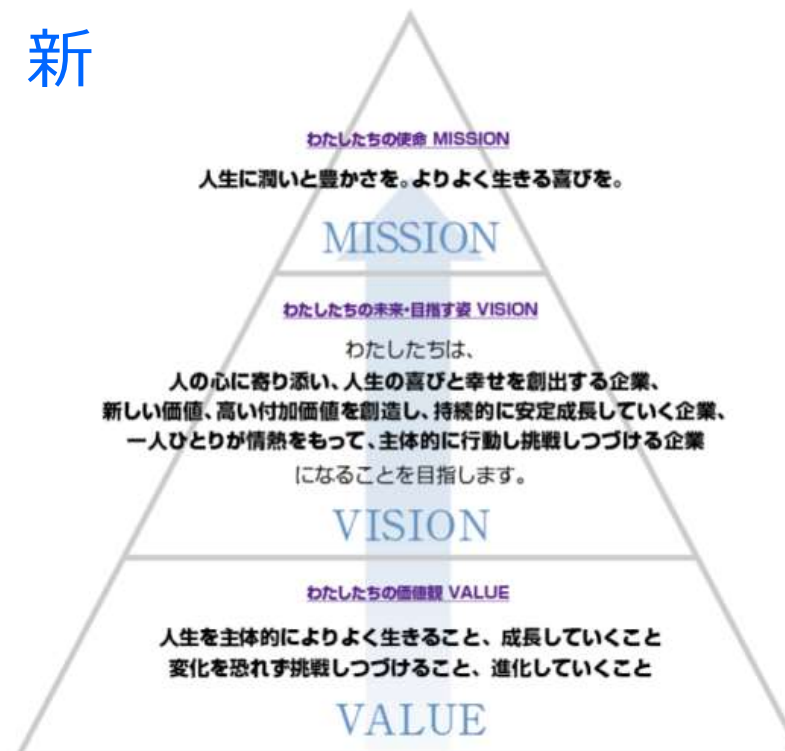 新
わたしたちの使命 MISSION
人生に潤いと豊かさを。よりよく生きる喜びを。
MISSION
わたしたちの未来・目指す姿 VISION
わたしたちは、
人の心に寄り添い、人生の喜びと幸せを創出する企業、
新しい価値、高い付加価値を創造し、持続的に安定成長していく企業、
一人ひとりが情熱をもって、主体的に行動し挑戦しつづける企業
になることを目指します。
VISION
わたしたちの価値観 VALUE
人生を主体的によりよく生きること、成長していくこと
変化を恐れず挑戦しつづけること、進化していくこと
VALUE